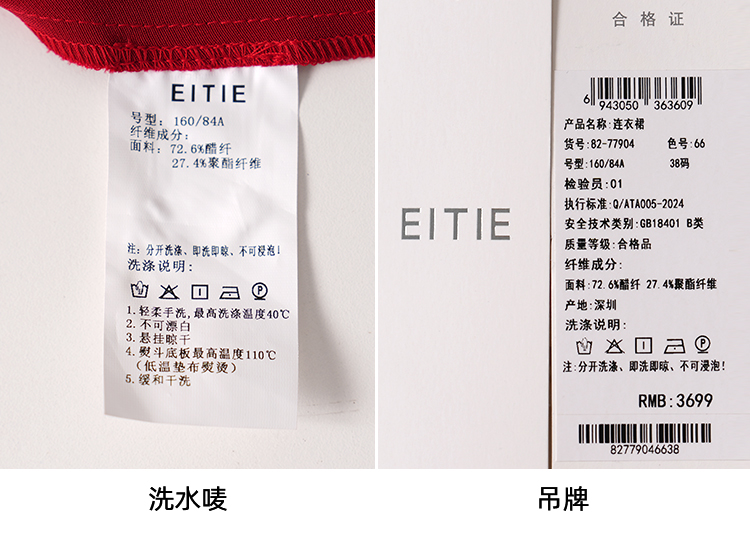 EITIE
号型: 160/84A
纤维成分:
面料: 72.6%醋纤
27.4%聚酯纤维
注: 分开洗涤、即洗即晾、不可浸泡!
洗涤说明:
1. 轻柔手洗, 最高洗涤温度40℃
2. 不可漂白
3. 悬挂晾干
4. 熨斗底板最高温度110℃
(低温垫布熨烫)
5. 缓和干洗
洗水唛
EITIE
合格证
6 943050 363609
产品名称: 连衣裙
货号: 82-77904 色号: 66
号型: 160/84A 38码
检验员: 01
执行标准: Q/ATA005-2024
安全技术类别: GB18401 B类
质量等级: 合格品
纤维成分:
面料: 72.6%醋纤 27.4%聚酯纤维
产地: 深圳
洗涤说明:
注: 分开洗涤、即洗即晾、不可浸泡!
RMB: 3699
82779046638
吊牌